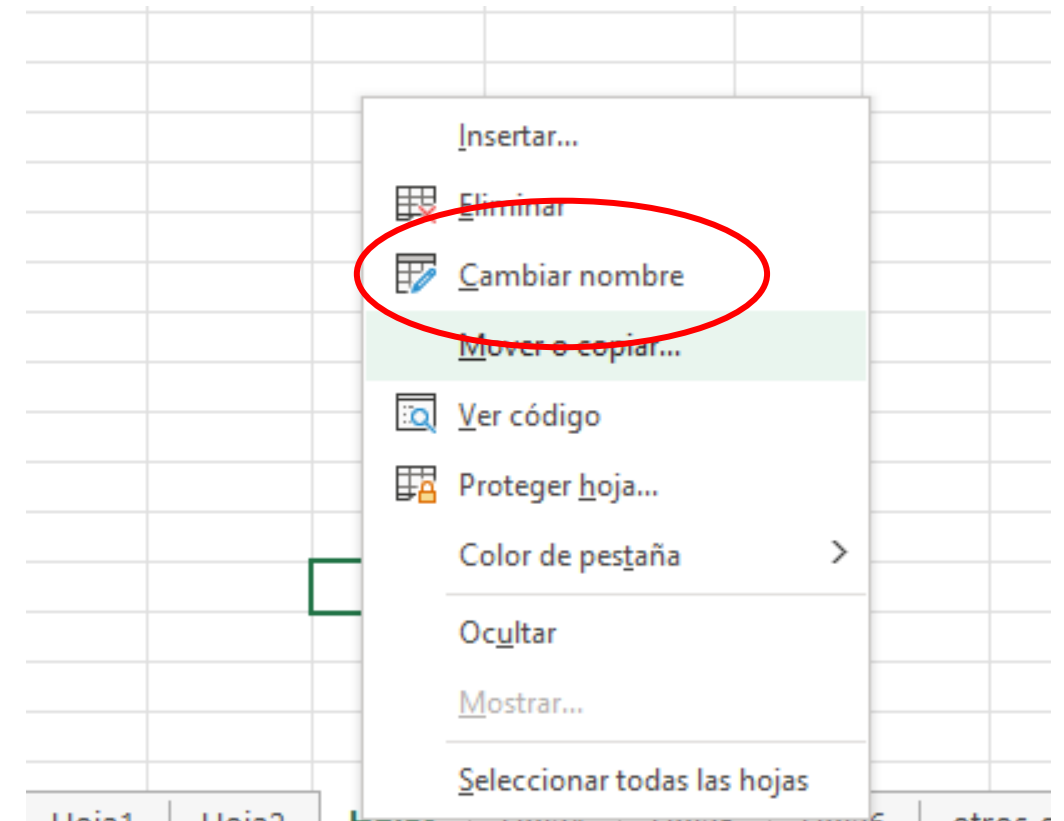 Insertar...
Eliminar
Cambiar nombre
Mover o copiar...
Ver código
Proteger hoja...
Color de pestaña
Ocultar
Mostrar...
Seleccionar todas las hojas
Hoja1 Hoja2